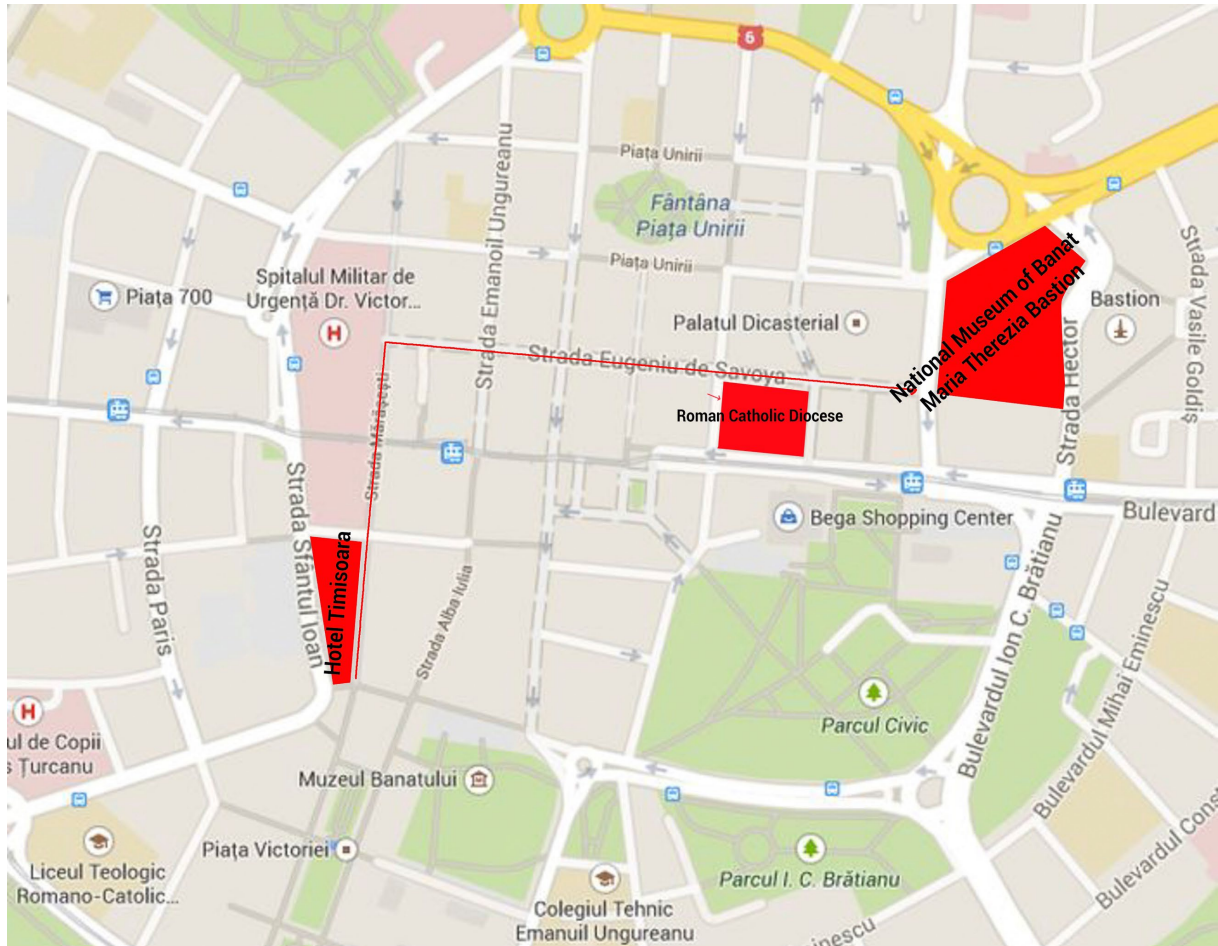 6
Piața Unirii
Fântâna
Piața Unirii
Piața Unirii
Strada Emanoil Ungureanu
Spitalul Militar de
Urgență Dr. Victor...
H
Piața 700
Palatul Dicasterial
National Museum of Banat
Maria Therezia Bastion
Bastion
Strada Vasile Goldiș
Strada Hector
Strada Eugeniu de Savoya
Roman Catholic Diocese
Strada Mărășești
Strada Sfântul Ioan
Strada Paris
Hotel Timisoara
Strada Alba Iulia
Bega Shopping Center
Bulevard
Bulevardul Ion C. Brătianu
Bulevardul Mihai Eminescu
Parcul Civic
H
ul de Copii
s Țurcanu
Muzeul Banatului
Piața Victoriei
Liceul Teologic
Romano-Catolic...
Colegiul Tehnic
Emanuil Ungureanu
Parcul I. C. Brătianu
Bulevardul Const
inescu